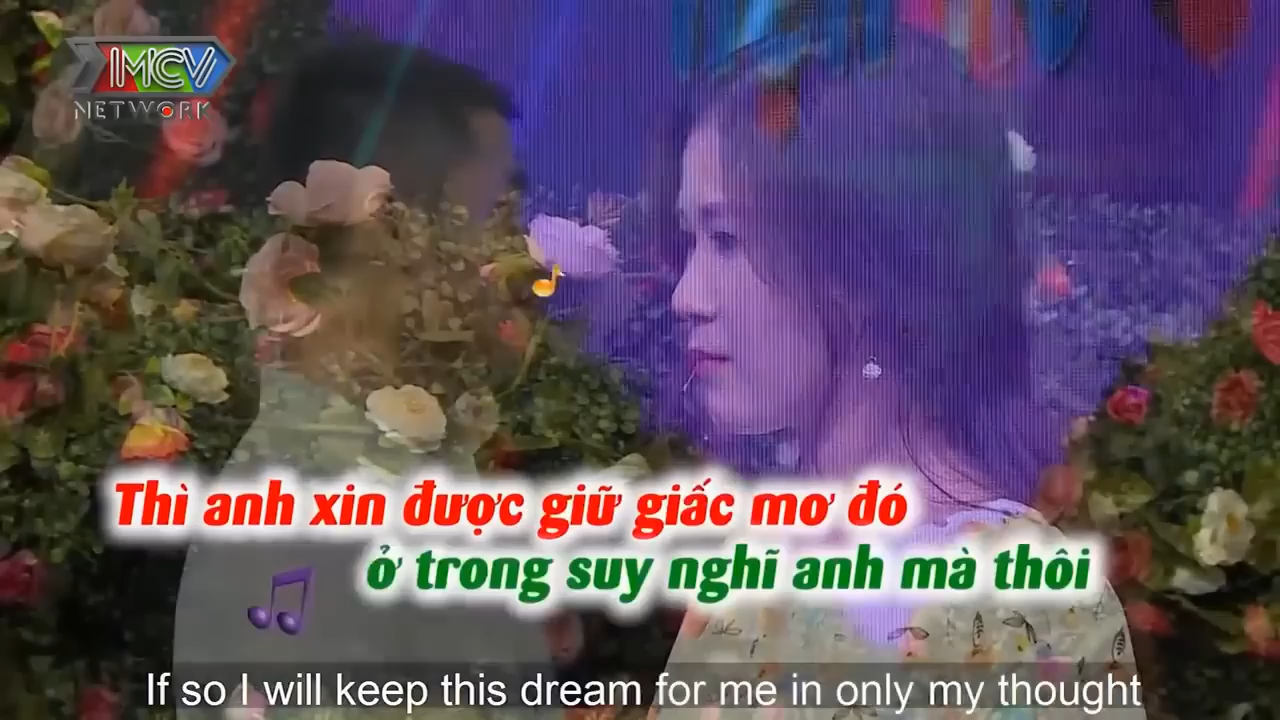 MCV
NETWORK
Thì anh xin được giữ giấc mơ đó
ở trong suy nghĩ anh mà thôi
If so I will keep this dream for me in only my thought